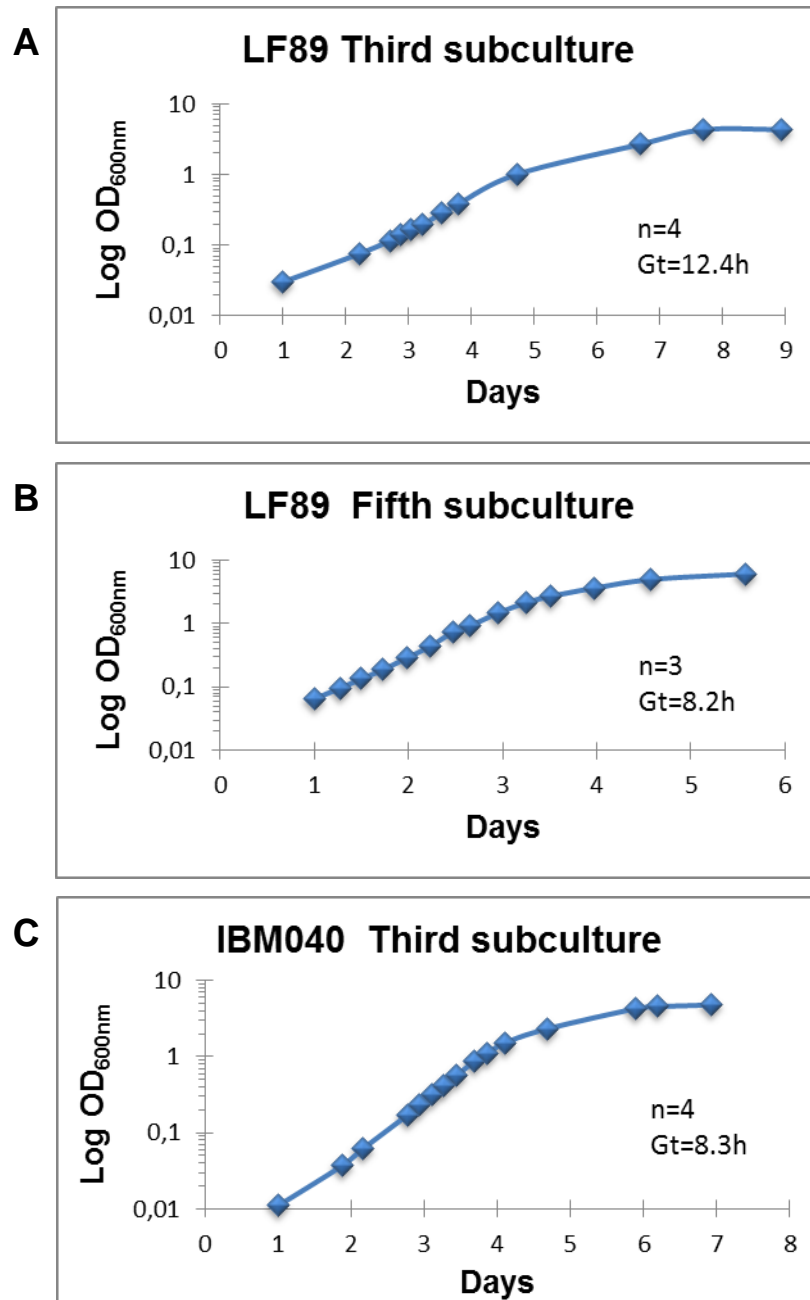 A
LF89 Third subculture
Log OD600nm
10
1
0,1
0,01
n=4
Gt=12.4h
0 1 2 3 4 5 6 7 8 9
Days
B
LF89 Fifth subculture
Log OD600nm
10
1
0,1
0,01
n=3
Gt=8.2h
0 1 2 3 4 5 6
Days
C
IBM040 Third subculture
Log OD600nm
10
1
0,1
0,01
n=4
Gt=8.3h
0 1 2 3 4 5 6 7 8
Days